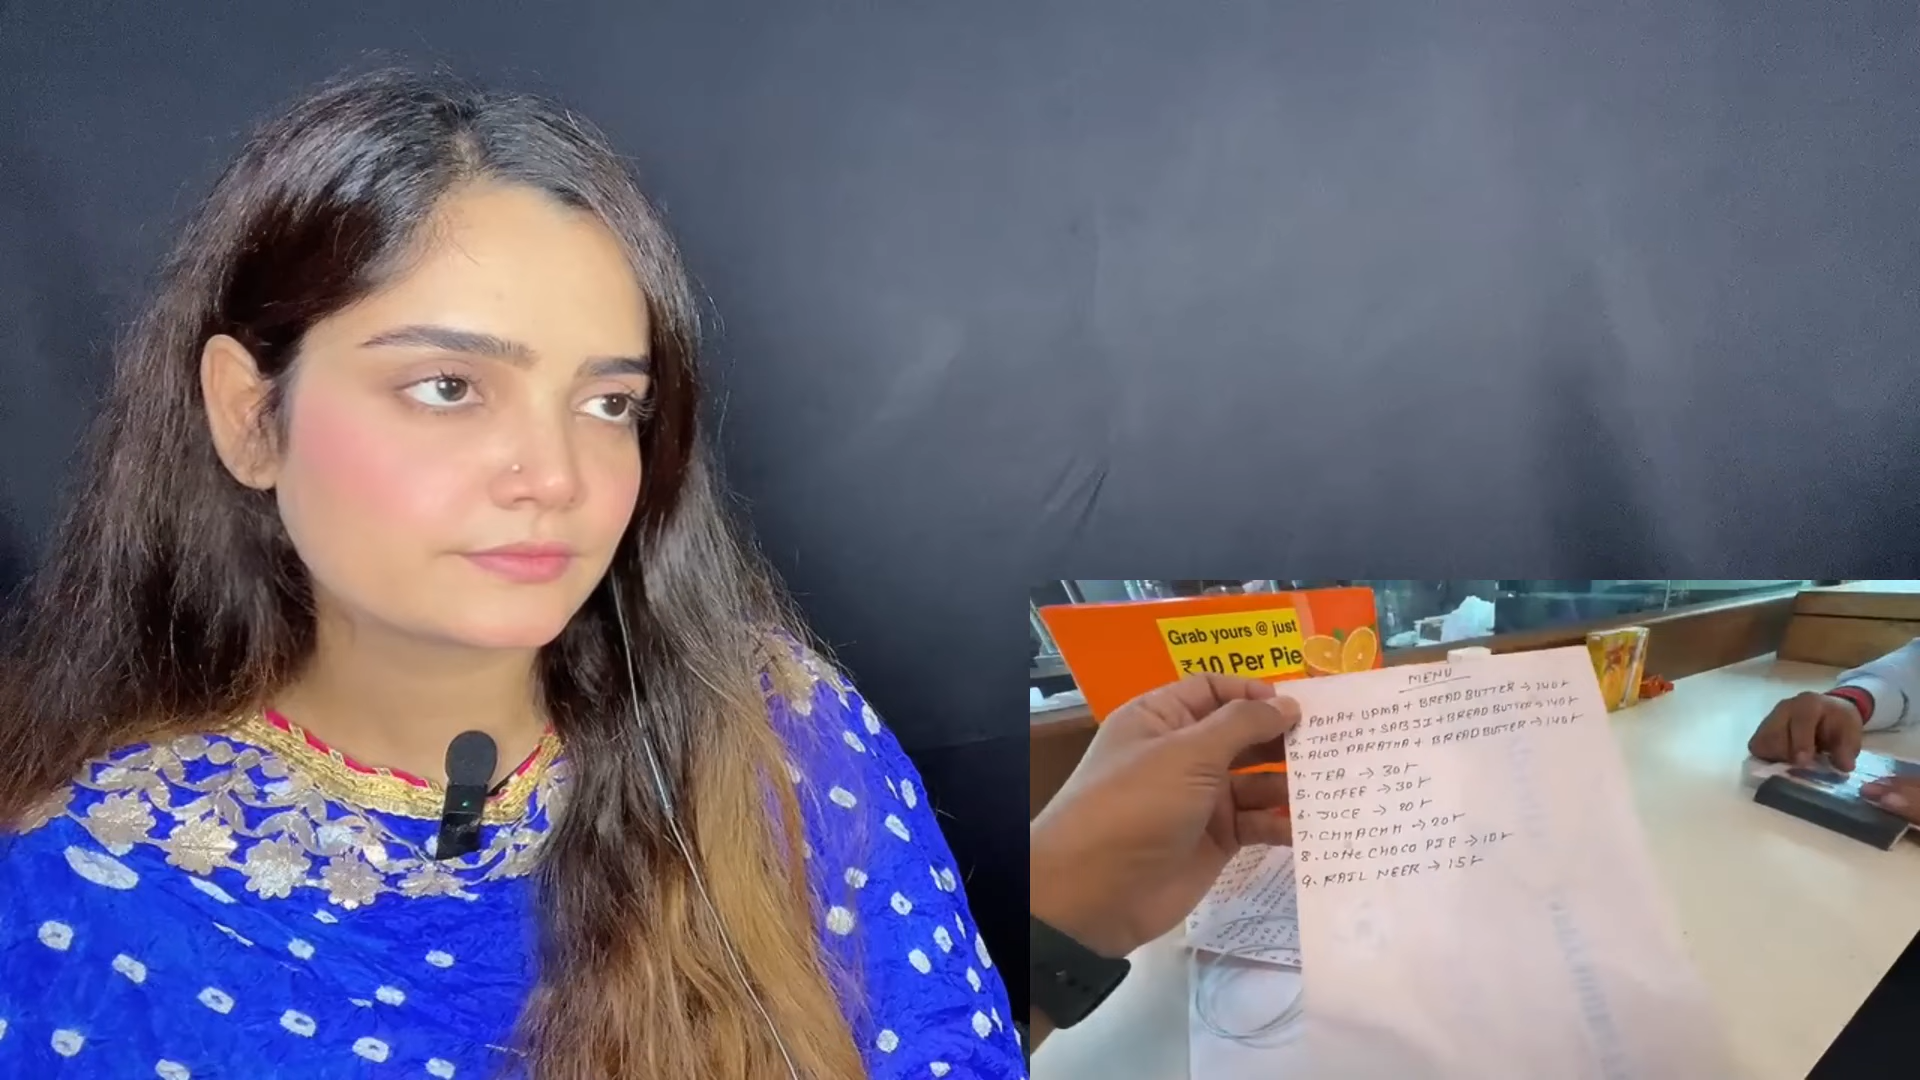 Grab yours @ just
₹10 Per Pie
MENU
POHA + UPMA + BREAD BUTTER → 140/-
2. THEPLA + SABJI + BREAD BUTTER → 140/-
3. ALOO PARATHA + BREAD BUTTER → 140/-
4. TEA → 30/-
5. COFFEE → 30/-
6. JUCE → 20/-
7. CHHACHH → 20/-
8. LOTTE CHOCO PIE → 10/-
9. RAIL NEER → 15/-